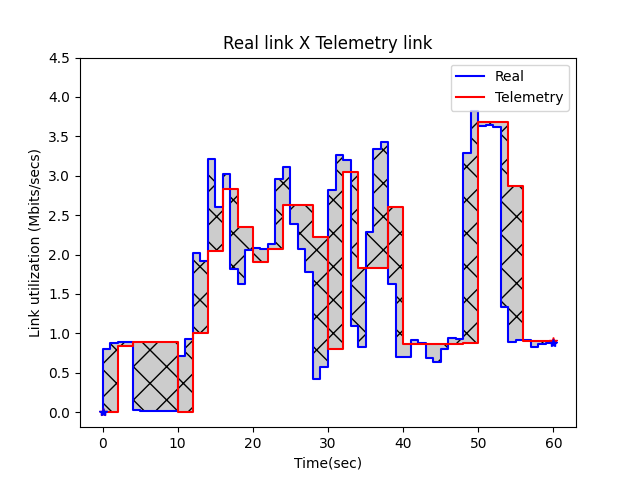 Real link X Telemetry link
Real
Telemetry
Link utilization (Mbits/secs)
4.5
4.0
3.5
3.0
2.5
2.0
1.5
1.0
0.5
0.0
0 10 20 30 40 50 60
Time(sec)